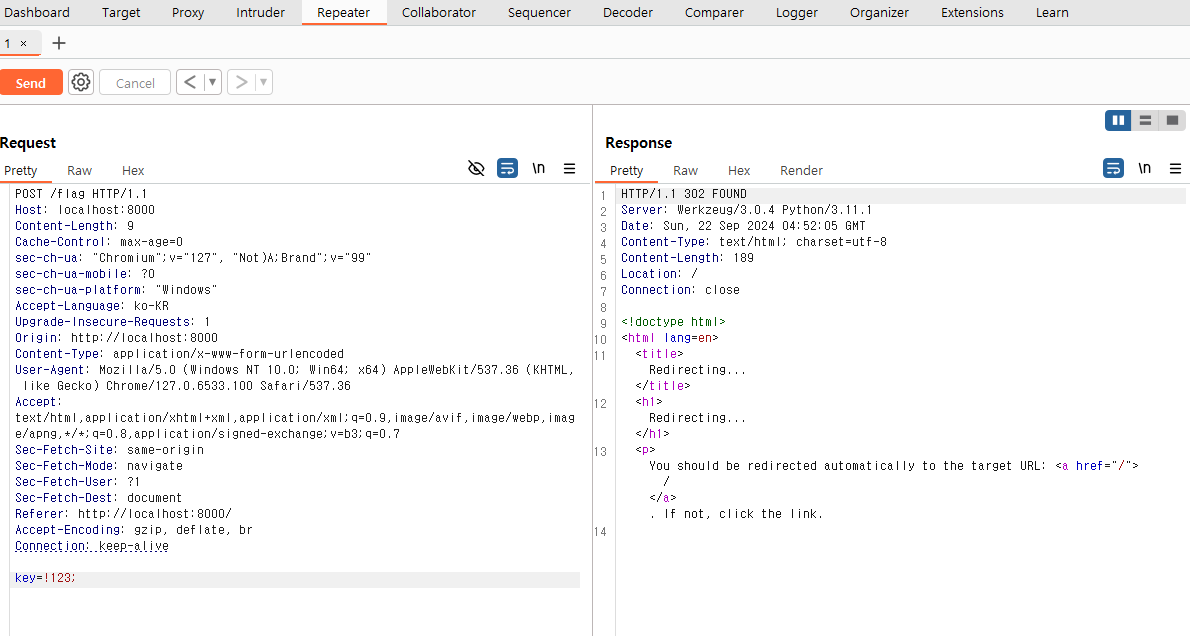 Dashboard Target Proxy Intruder Repeater Collaborator Sequencer Decoder Comparer Logger Organizer Extensions Learn
1 × +
Send Cancel < ▼ > ▼
Request
Pretty Raw Hex \n
POST /flag HTTP/1.1
Host: localhost:8000
Content-Length: 9
Cache-Control: max-age=0
sec-ch-ua: "Chromium";v="127", "Not)A;Brand";v="99"
sec-ch-ua-mobile: ?0
sec-ch-ua-platform: "Windows"
Accept-Language: ko-KR
Upgrade-Insecure-Requests: 1
Origin: http://localhost:8000
Content-Type: application/x-www-form-urlencoded
User-Agent: Mozilla/5.0 (Windows NT 10.0; Win64; x64) AppleWebKit/537.36 (KHTML,
like Gecko) Chrome/127.0.6533.100 Safari/537.36
Accept:
text/html,application/xhtml+xml,application/xml;q=0.9,image/avif,image/webp,imag
e/apng,*/*;q=0.8,application/signed-exchange;v=b3;q=0.7
Sec-Fetch-Site: same-origin
Sec-Fetch-Mode: navigate
Sec-Fetch-User: ?1
Sec-Fetch-Dest: document
Referer: http://localhost:8000/
Accept-Encoding: gzip, deflate, br
Connection: keep-alive
key=!123;
Response
Pretty Raw Hex Render \n
1 HTTP/1.1 302 FOUND
2 Server: Werkzeug/3.0.4 Python/3.11.1
3 Date: Sun, 22 Sep 2024 04:52:05 GMT
4 Content-Type: text/html; charset=utf-8
5 Content-Length: 189
6 Location: /
7 Connection: close
8
9 <!doctype html>
10 <html lang=en>
11 <title>
Redirecting...
</title>
12 <h1>
Redirecting...
</h1>
13 <p>
You should be redirected automatically to the target URL: <a href="/">
/
</a>
. If not, click the link.
14